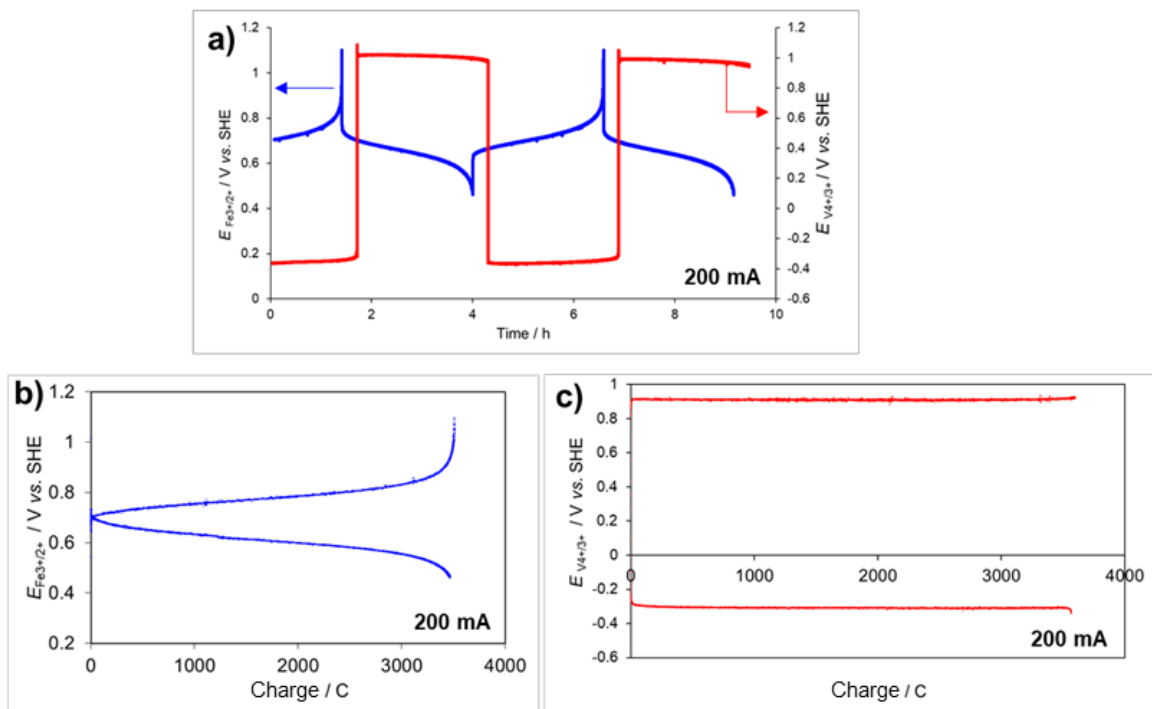 a)
1.2
1
0.8
0.6
0.4
0.2
0
E Fe3+/2+ / V vs. SHE
1.2
1
0.8
0.6
0.4
0.2
0
-0.2
-0.4
-0.6
E V4+/3+ / V vs. SHE
200 mA
0 2 4 6 8 10
Time / h
b)
1.2
1
0.8
0.6
0.4
0.2
EFe3+/2+ / V vs. SHE
200 mA
0 1000 2000 3000 4000
Charge / C
c)
1
0.8
0.6
0.4
0.2
0
-0.2
-0.4
-0.6
E V4+/3+ / V vs. SHE
0 1000 2000 3000 4000
200 mA
Charge / C